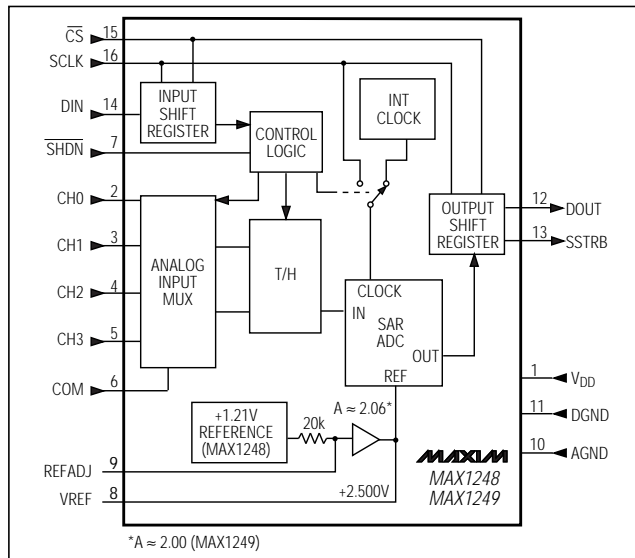 CS 15
SCLK 16
DIN 14
SHDN 7
CH0 2
CH1 3
CH2 4
CH3 5
COM 6
INPUT
SHIFT
REGISTER
CONTROL
LOGIC
INT
CLOCK
ANALOG
INPUT
MUX
T/H
CLOCK
IN
SAR
ADC
OUT
REF
OUTPUT
SHIFT
REGISTER
12 DOUT
13 SSTRB
1 VDD
11 DGND
10 AGND
+1.21V
REFERENCE
(MAX1248)
20k
A ≈ 2.06*
REFADJ 9
VREF 8
+2.500V
MAXIM
MAX1248
MAX1249
*A ≈ 2.00 (MAX1249)